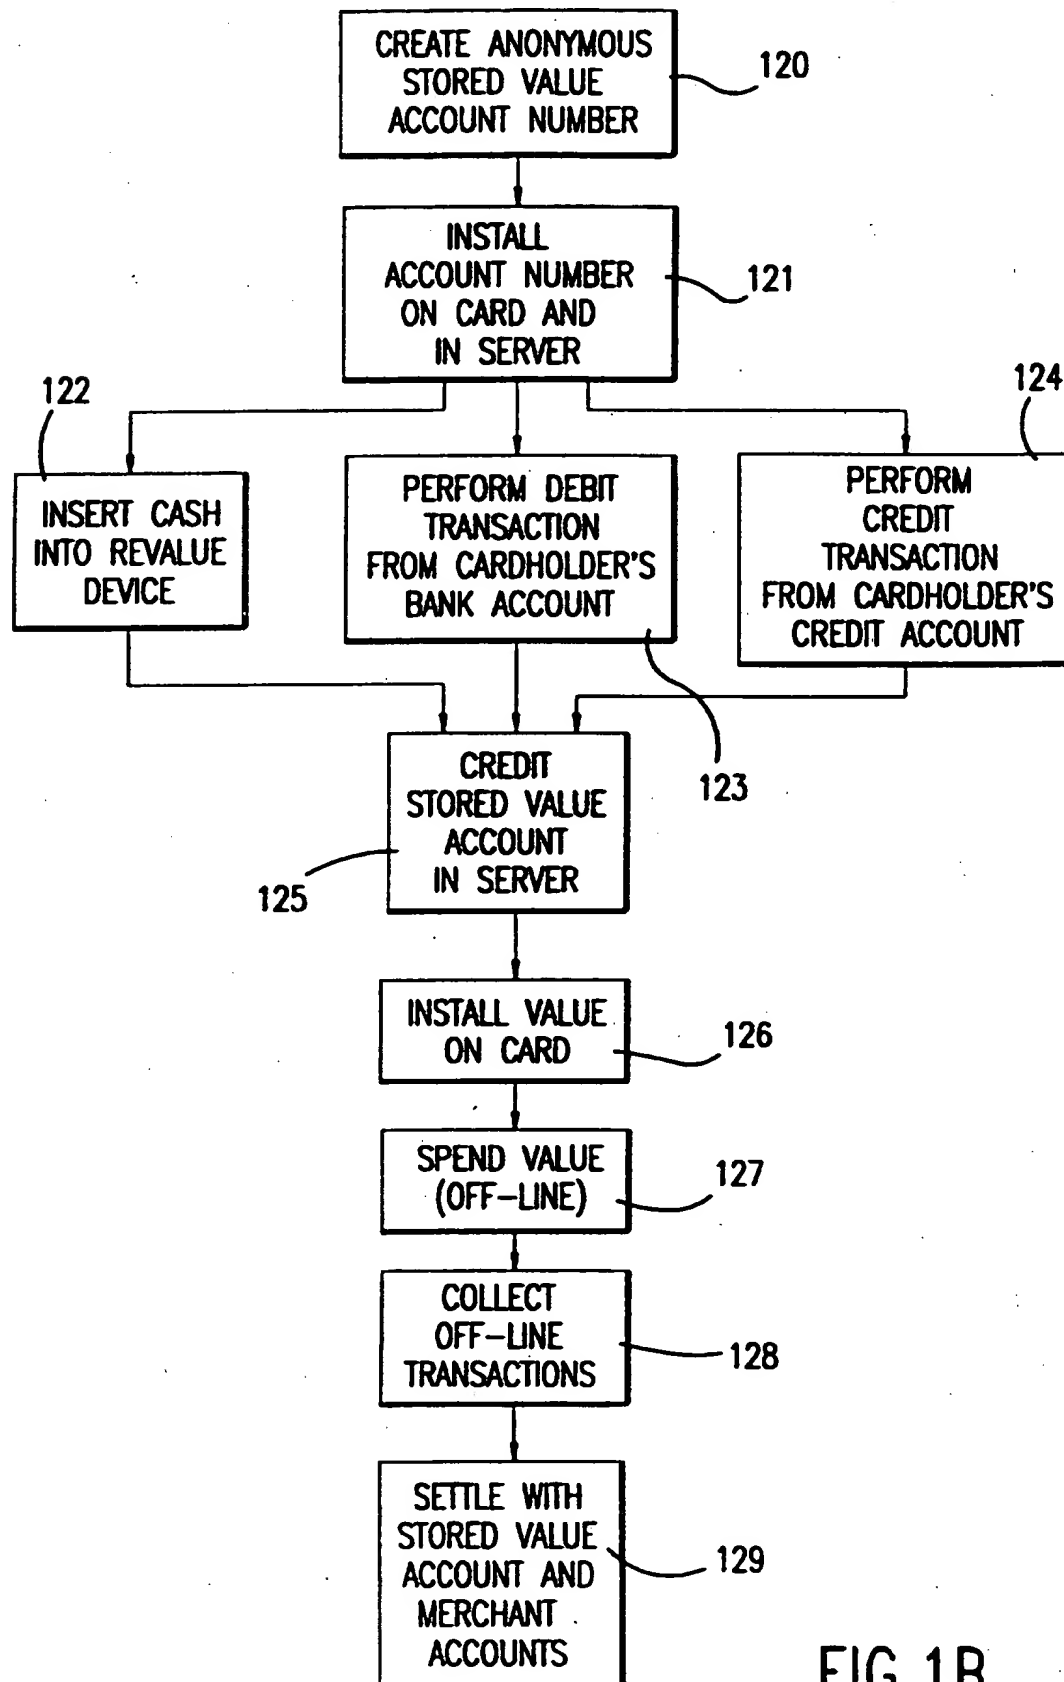 CREATE ANONYMOUS
STORED VALUE
ACCOUNT NUMBER
120
INSTALL
ACCOUNT NUMBER
ON CARD AND
IN SERVER
121
122
INSERT CASH
INTO REVALUE
DEVICE
PERFORM DEBIT
TRANSACTION
FROM CARDHOLDER'S
BANK ACCOUNT
123
124
PERFORM
CREDIT
TRANSACTION
FROM CARDHOLDER'S
CREDIT ACCOUNT
CREDIT
STORED VALUE
ACCOUNT
IN SERVER
125
INSTALL VALUE
ON CARD
126
SPEND VALUE
(OFF-LINE)
127
COLLECT
OFF-LINE
TRANSACTIONS
128
SETTLE WITH
STORED VALUE
ACCOUNT AND
MERCHANT
ACCOUNTS
129
FIG.1B